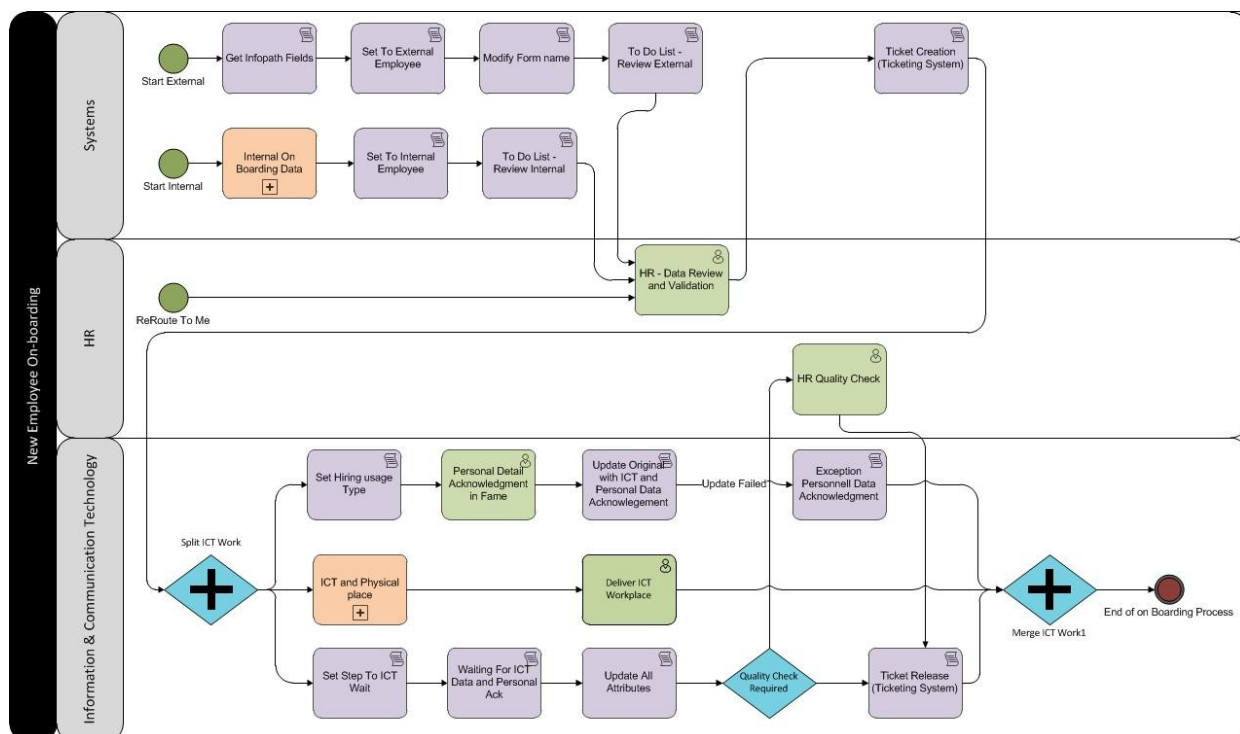 New Employee On-boarding
Systems
Start External
Get Infopath Fields
Set To External
Employee
Modify Form name
To Do List -
Review External
Ticket Creation
(Ticketing System)
Start Internal
Internal On
Boarding Data
Set To Internal
Employee
To Do List -
Review Internal
HR
ReRoute To Me
HR - Data Review
and Validation
HR Quality Check
Information & Communication Technology
Split ICT Work
Set Hiring usage
Type
Personal Detail
Acknowledgment
in Fame
Update Original
with ICT and
Personal Data
Acknowlegement
Update Failed
Exception
Personnell Data
Acknowledgment
ICT and Physical
place
Deliver ICT
Workplace
Merge ICT Work1
End of on Boarding Process
Set Step To ICT
Wait
Waiting For ICT
Data and Personal
Ack
Update All
Attributes
Quality Check
Required
Ticket Release
(Ticketing System)